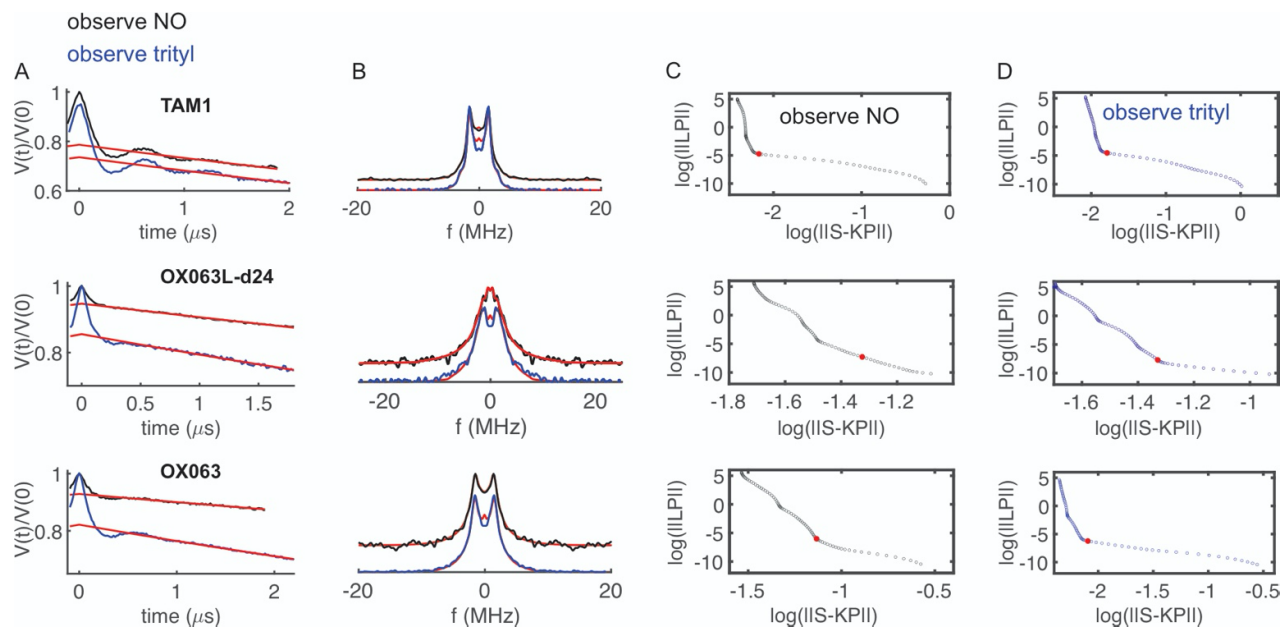 observe NO
observe trityl
A
B
C
D
TAM1
1
0.8
0.6
V(t)/V(0)
0
1
2
time (μs)
-20
0
20
f (MHz)
observe NO
5
0
-5
-10
log(||LP||)
-2
-1
0
log(||S-KP||)
observe trityl
5
0
-5
-10
log(||LP||)
-2
-1
0
log(||S-KP||)
OX063L-d24
1
0.8
V(t)/V(0)
0
0.5
1
1.5
time (μs)
-20
0
20
f (MHz)
5
0
-5
-10
log(||LP||)
-1.8
-1.6
-1.4
-1.2
log(||S-KP||)
5
0
-5
-10
log(||LP||)
-1.6
-1.4
-1.2
-1
log(||S-KP||)
OX063
1
0.8
V(t)/V(0)
0
1
2
time (μs)
-20
0
20
f (MHz)
5
0
-5
-10
log(||LP||)
-1.5
-1
-0.5
log(||S-KP||)
5
0
-5
-10
log(||LP||)
-2
-1.5
-1
-0.5
log(||S-KP||)